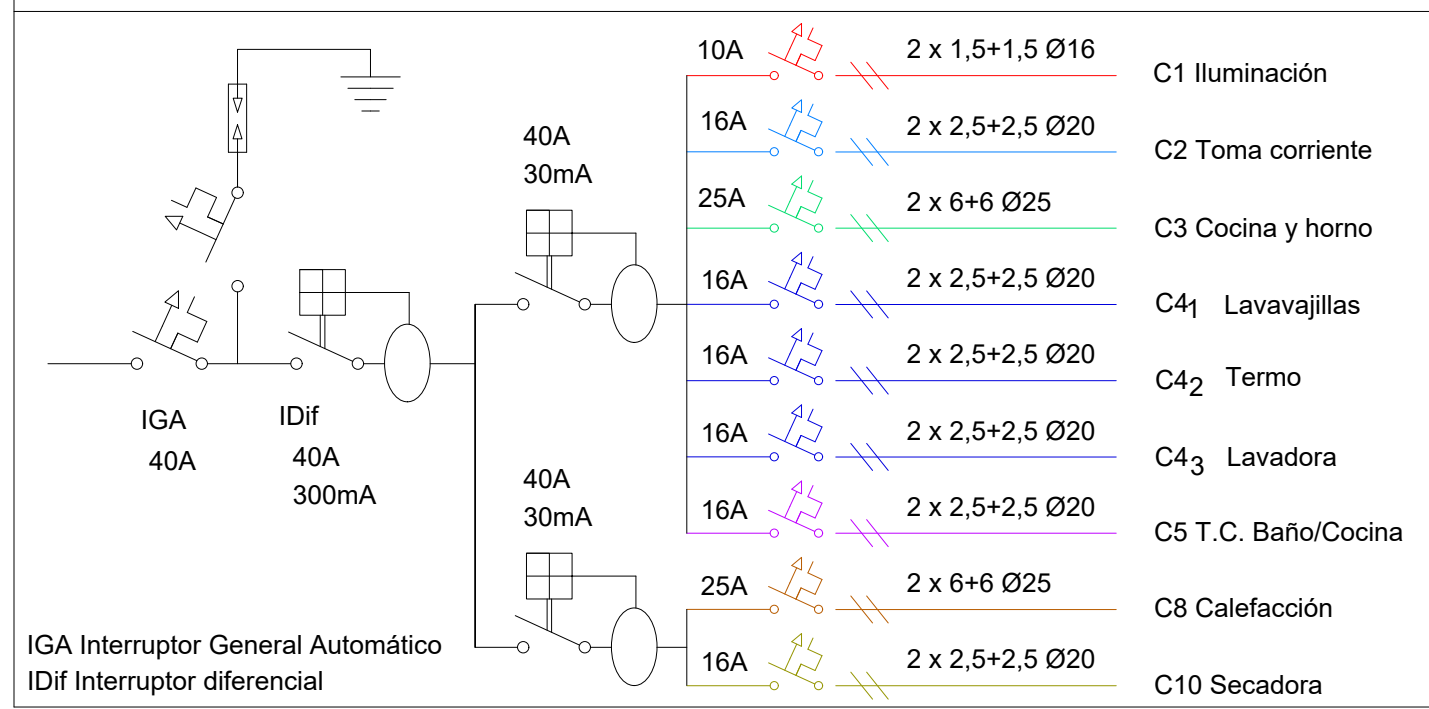 10A
2 x 1,5+1,5 Ø16
C1 Iluminación
16A
2 x 2,5+2,5 Ø20
C2 Toma corriente
25A
2 x 6+6 Ø25
C3 Cocina y horno
16A
2 x 2,5+2,5 Ø20
C41 Lavavajillas
16A
2 x 2,5+2,5 Ø20
C42 Termo
16A
2 x 2,5+2,5 Ø20
C43 Lavadora
16A
2 x 2,5+2,5 Ø20
C5 T.C. Baño/Cocina
25A
2 x 6+6 Ø25
C8 Calefacción
16A
2 x 2,5+2,5 Ø20
C10 Secadora
40A
30mA
IGA
40A
IDif
40A
300mA
40A
30mA
IGA Interruptor General Automático
IDif Interruptor diferencial